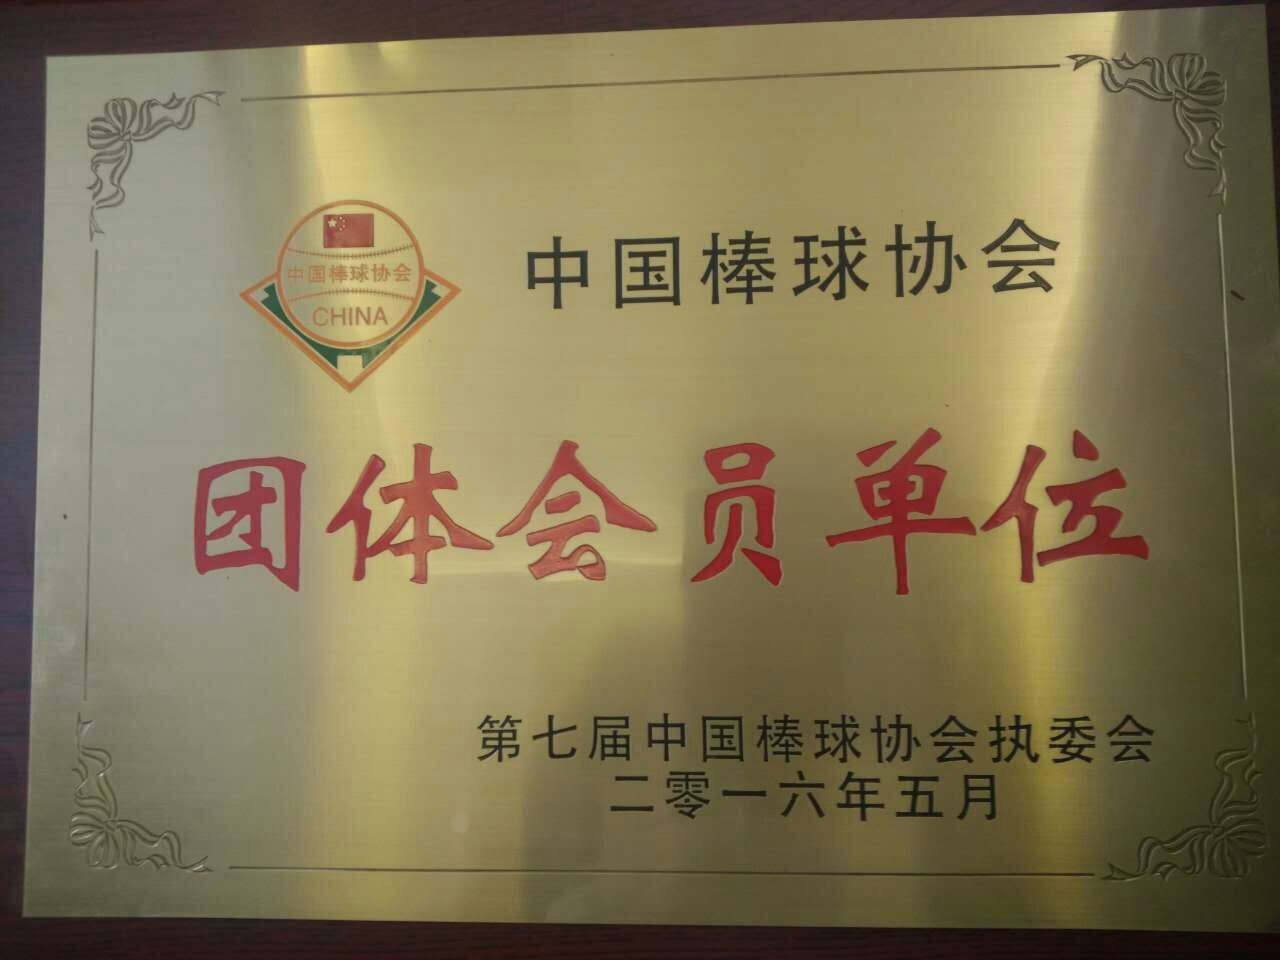 中国棒球协会
CHINA
中国棒球协会
团体会员单位
第七届中国棒球协会执委会
二零一六年五月